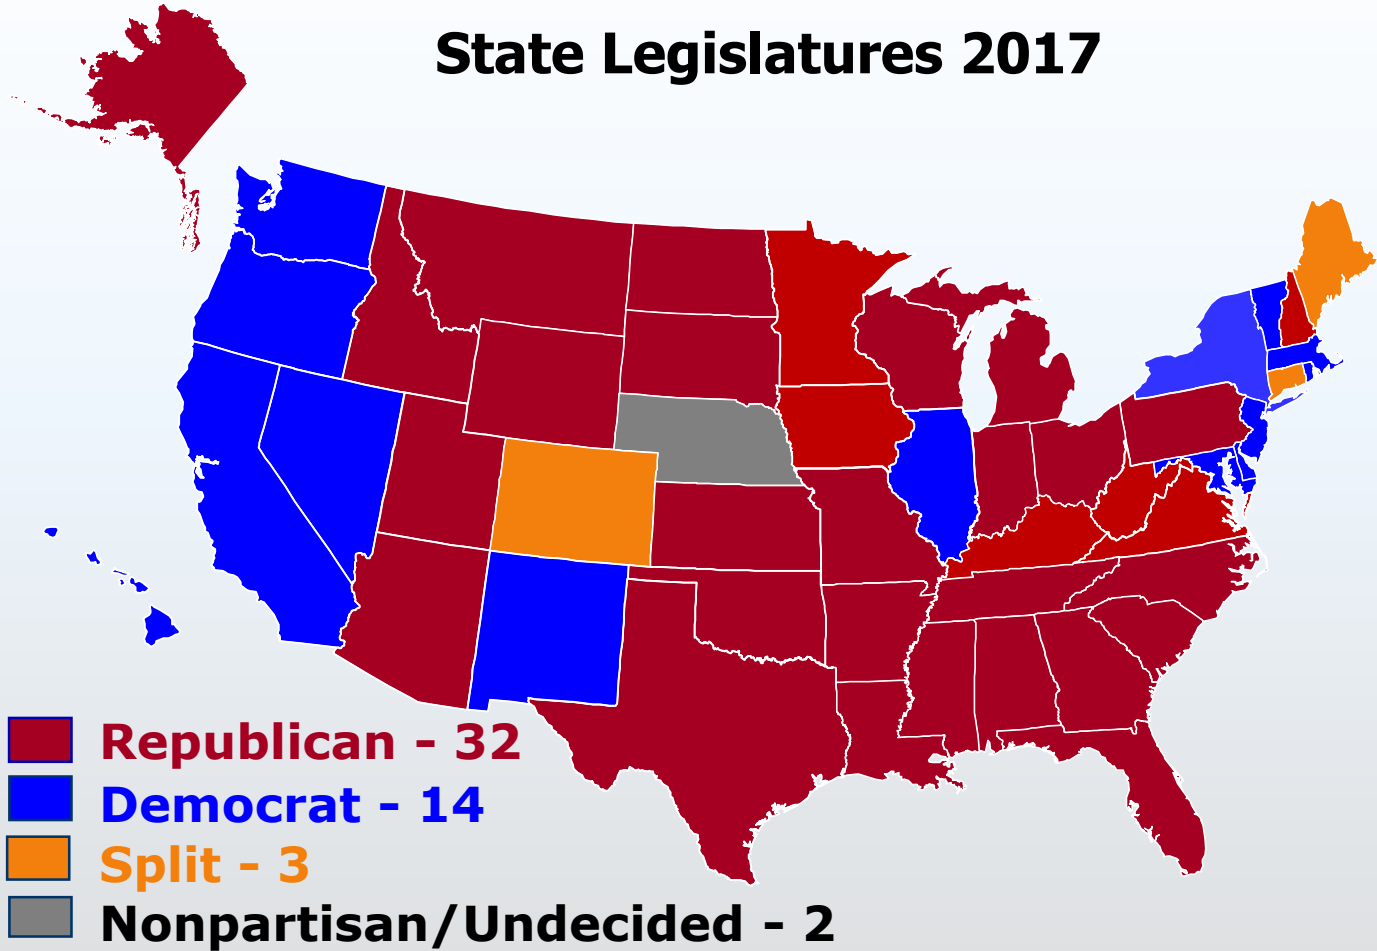 State Legislatures 2017
Republican - 32
Democrat - 14
Split - 3
Nonpartisan/Undecided - 2